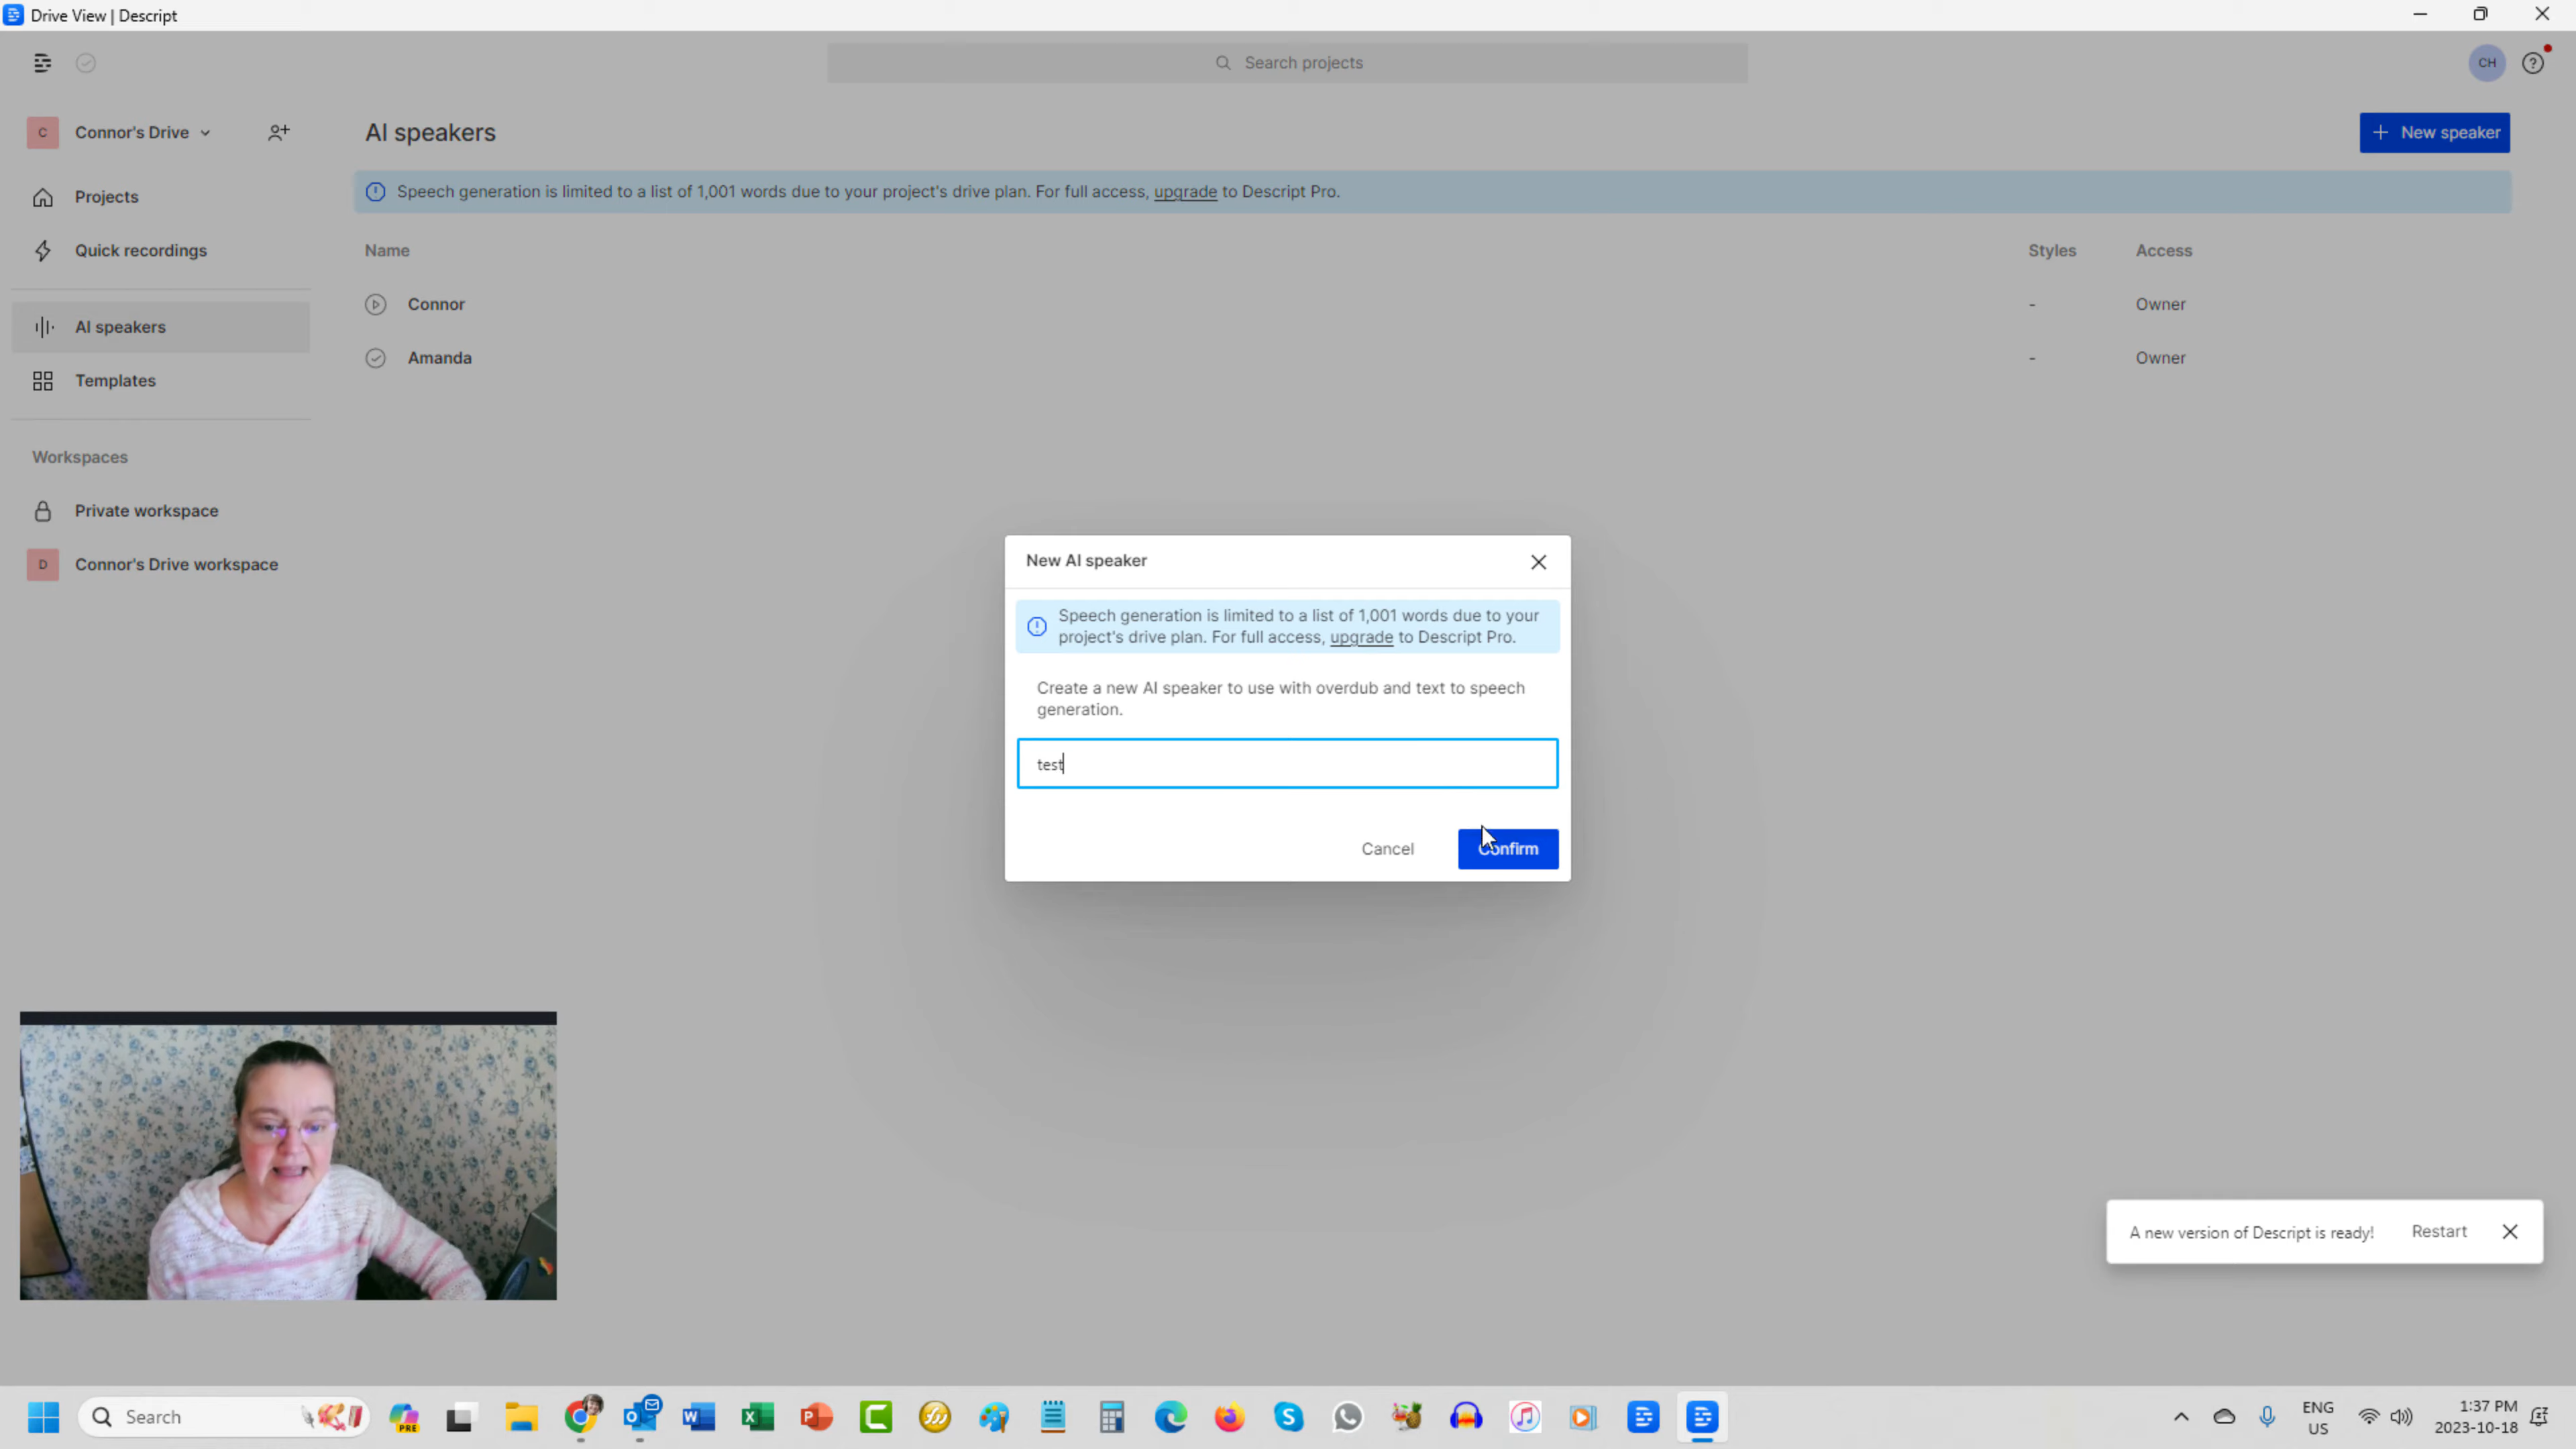 Drive View | Descript
Search projects
CH
C
Connor's Drive
AI speakers
New speaker
Speech generation is limited to a list of 1,001 words due to your project's drive plan. For full access, upgrade to Descript Pro.
Projects
Quick recordings
Name
Styles
Access
Connor
-
Owner
AI speakers
Amanda
-
Owner
Templates
Workspaces
Private workspace
D
Connor's Drive workspace
New AI speaker
Speech generation is limited to a list of 1,001 words due to your
project's drive plan. For full access, upgrade to Descript Pro.
Create a new AI speaker to use with overdub and text to speech
generation.
test
Cancel
Confirm
A new version of Descript is ready!
Restart
Search
PRE
ENG
US
1:37 PM
2023-10-18